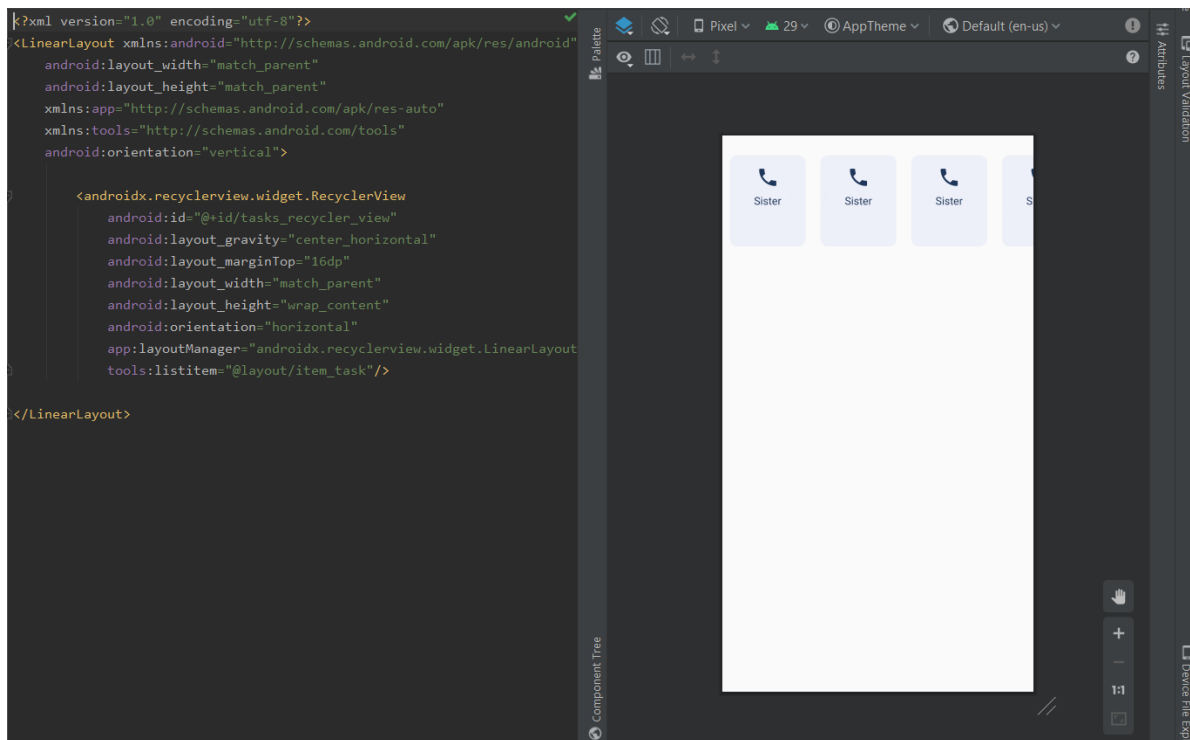 <?xml version="1.0" encoding="utf-8"?>
<LinearLayout xmlns:android="http://schemas.android.com/apk/res/android"
android:layout_width="match_parent"
android:layout_height="match_parent"
xmlns:app="http://schemas.android.com/apk/res-auto"
xmlns:tools="http://schemas.android.com/tools"
android:orientation="vertical">
<androidx.recyclerview.widget.RecyclerView
android:id="@+id/tasks_recycler_view"
android:layout_gravity="center_horizontal"
android:layout_marginTop="16dp"
android:layout_width="match_parent"
android:layout_height="wrap_content"
android:orientation="horizontal"
app:layoutManager="androidx.recyclerview.widget.LinearLayout
tools:listitem="@layout/item_task"/>
</LinearLayout>
Palette
Component Tree
Pixel 29 AppTheme Default (en-us)
Sister Sister Sister S
1:1
Attributes
Layout Validation
Device File Exp